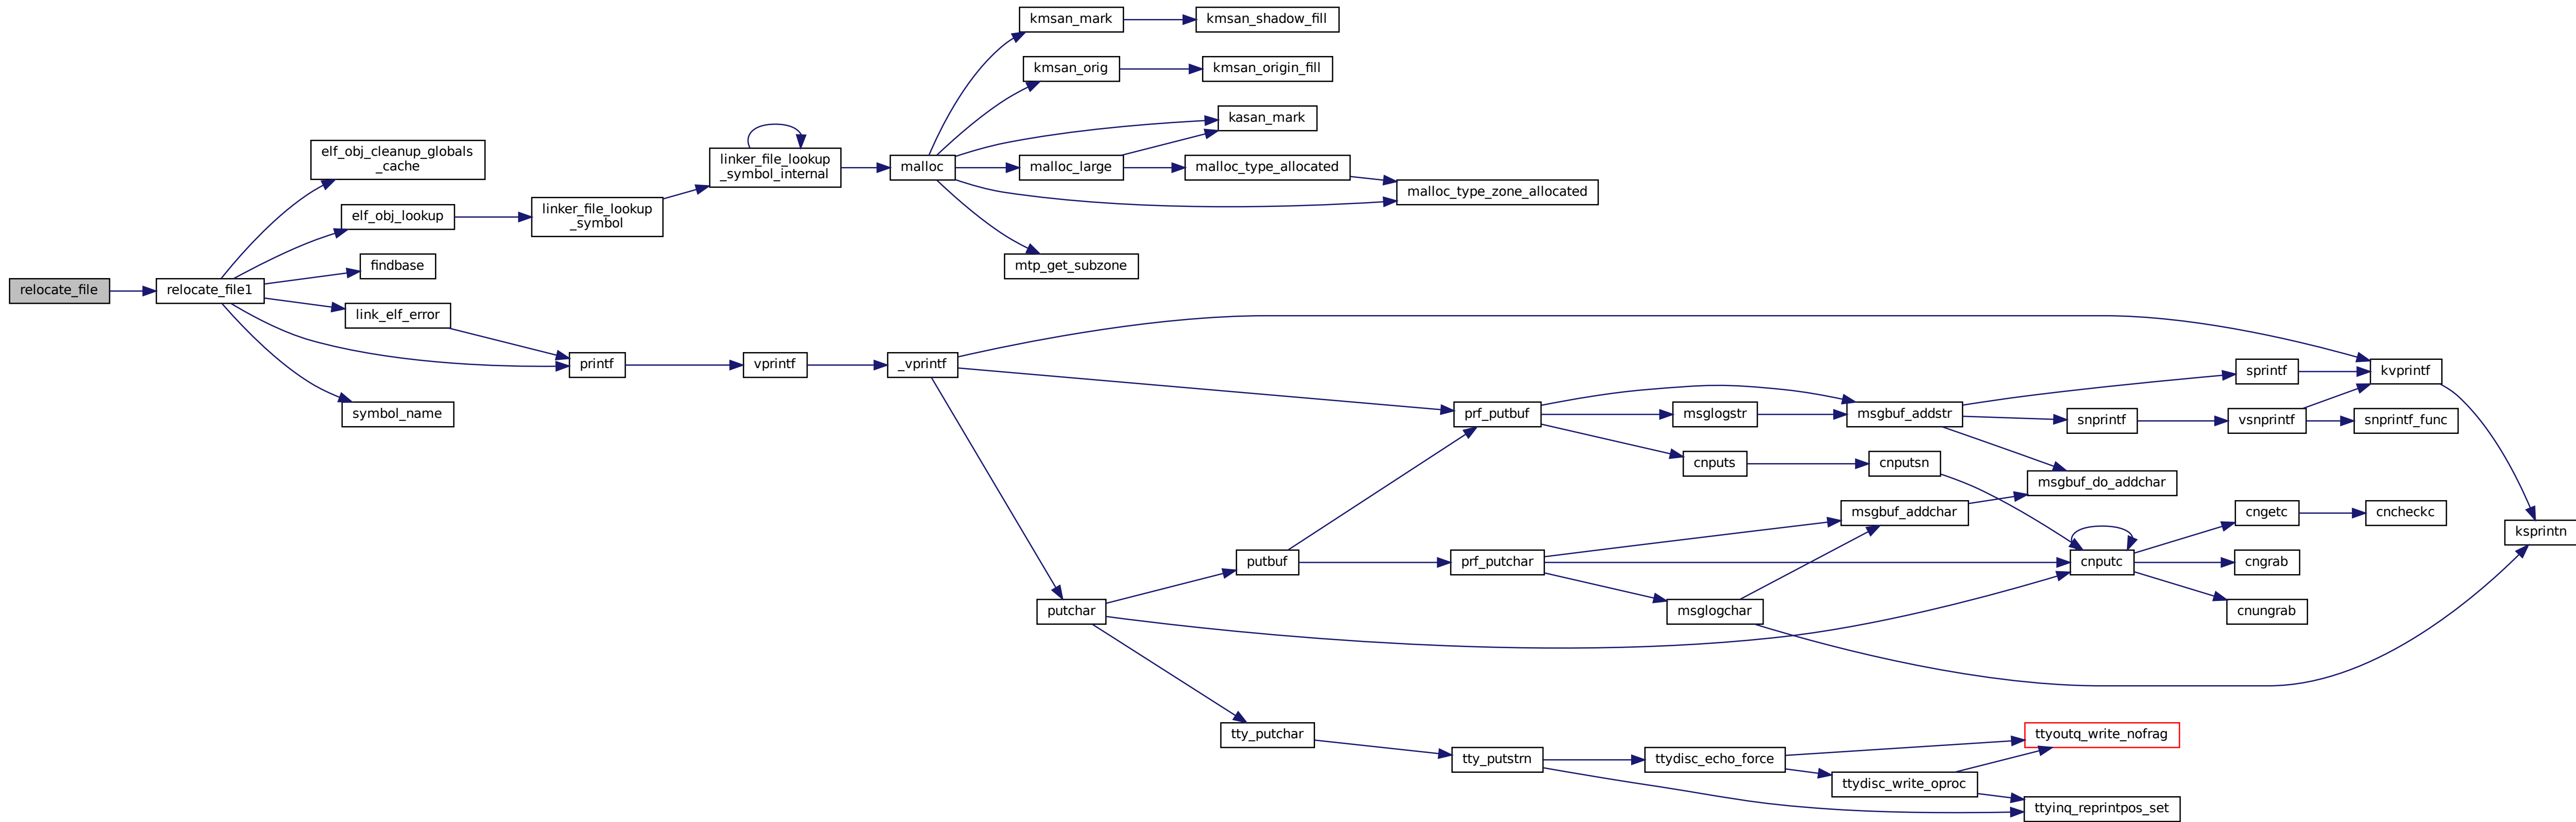 kmsan_mark
kmsan_shadow_fill
kmsan_orig
kmsan_origin_fill
kasan_mark
elf_obj_cleanup_globals
_cache
linker_file_lookup
_symbol_internal
malloc
malloc_large
malloc_type_allocated
malloc_type_zone_allocated
elf_obj_lookup
linker_file_lookup
_symbol
findbase
mtp_get_subzone
relocate_file
relocate_file1
link_elf_error
printf
vprintf
_vprintf
sprintf
kvprintf
symbol_name
prf_putbuf
msglogstr
msgbuf_addstr
snprintf
vsnprintf
snprintf_func
cnputs
cnputsn
msgbuf_do_addchar
msgbuf_addchar
cngetc
cncheckc
ksprintn
putbuf
prf_putchar
cnputc
cngrab
putchar
msglogchar
cnungrab
tty_putchar
ttyoutq_write_nofrag
tty_putstrn
ttydisc_echo_force
ttydisc_write_oproc
ttyinq_reprintpos_set